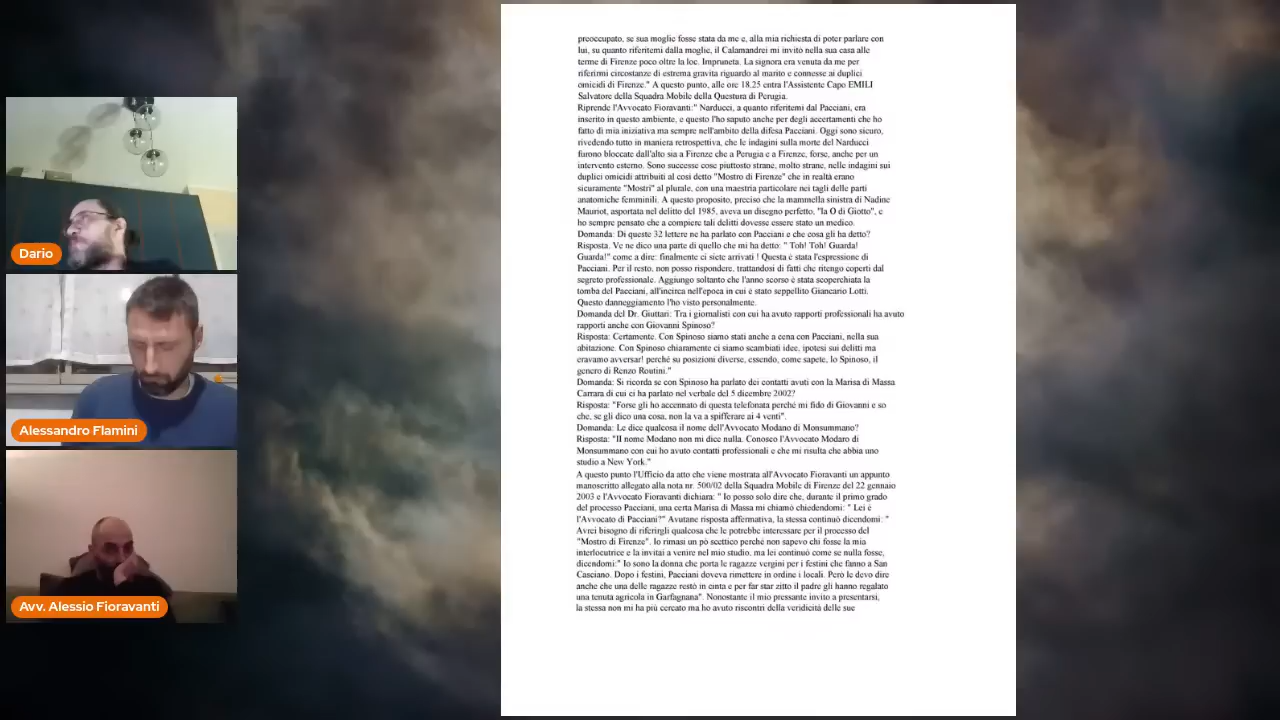 Dario
Alessandro Flamini
Avv. Alessio Fioravanti
preoccupato, se sua moglie fosse stata da me e, alla mia richiesta di poter parlare con
lui, su quanto riferitemi dalla moglie, il Calamandrei mi invitò nella sua casa alle
terme di Firenze poco oltre la loc. Impruneta. La signora era venuta da me per
riferirmi circostanze di estrema gravita riguardo al marito e connesse ai duplici
omicidi di Firenze." A questo punto, alle ore 18.25 entra l'Assistente Capo EMILI
Salvatore della Squadra Mobile della Questura di Perugia.
Riprende l'Avvocato Fioravanti:" Narducci, a quanto riferitemi dal Pacciani, era
inserito in questo ambiente, e questo l'ho saputo anche per degli accertamenti che ho
fatto di mia iniziativa ma sempre nell'ambito della difesa Pacciani. Oggi sono sicuro,
rivedendo tutto in maniera retrospettiva, che le indagini sulla morte del Narducci
furono bloccate dall'alto sia a Firenze che a Perugia e a Firenze, forse, anche per un
intervento esterno. Sono successe cose piuttosto strane, molto strane, nelle indagini sui
duplici omicidi attribuiti al cosi detto "Mostro di Firenze" che in realtà erano
sicuramente "Mostri" al plurale, con una maestria particolare nei tagli delle parti
anatomiche femminili. A questo proposito, preciso che la mammella sinistra di Nadine
Mauriot, asportata nel delitto del 1985, aveva un disegno perfetto, "la O di Giotto", e
ho sempre pensato che a compiere tali delitti dovesse essere stato un medico.
Domanda: Di queste 32 lettere ne ha parlato con Pacciani e che cosa gli ha detto?
Risposta. Ve ne dico una parte di quello che mi ha detto: " Toh! Toh! Guarda!
Guarda!" come a dire: finalmente ci siete arrivati ! Questa è stata l'espressione di
Pacciani. Per il resto, non posso rispondere, trattandosi di fatti che ritengo coperti dal
segreto professionale. Aggiungo soltanto che l'anno scorso è stata scoperchiata la
tomba del Pacciani, all'incirca nell'epoca in cui è stato seppellito Giancarlo Lotti.
Questo danneggiamento l'ho visto personalmente.
Domanda del Dr. Giuttari: Tra i giornalisti con cui ha avuto rapporti professionali ha avuto
rapporti anche con Giovanni Spinoso?
Risposta: Certamente. Con Spinoso siamo stati anche a cena con Pacciani, nella sua
abitazione. Con Spinoso chiaramente ci siamo scambiati idee, ipotesi sui delitti ma
eravamo avversar! perché su posizioni diverse, essendo, come sapete, lo Spinoso, il
genero di Renzo Routini."
Domanda: Si ricorda se con Spinoso ha parlato dei contatti avuti con la Marisa di Massa
Carrara di cui ci ha parlato nel verbale del 5 dicembre 2002?
Risposta: "Forse gli ho accennato di questa telefonata perché mi fido di Giovanni e so
che, se gli dico una cosa, non la va a spifferare ai 4 venti".
Domanda: Le dice qualcosa il nome dell'Avvocato Modano di Monsummano?
Risposta: "Il nome Modano non mi dice nulla. Conosco l'Avvocato Modaro di
Monsummano con cui ho avuto contatti professionali e che mi risulta che abbia uno
studio a New York."
A questo punto l'Ufficio da atto che viene mostrata all'Avvocato Fioravanti un appunto
manoscritto allegato alla nota nr. 500/02 della Squadra Mobile di Firenze del 22 gennaio
2003 e l'Avvocato Fioravanti dichiara: " Io posso solo dire che, durante il primo grado
del processo Pacciani, una certa Marisa di Massa mi chiamò chiedendomi: " Lei è
l'Avvocato di Pacciani?" Avutane risposta affermativa, la stessa continuò dicendomi: "
Avrei bisogno di riferirgli qualcosa che le potrebbe interessare per il processo del
"Mostro di Firenze". Io rimasi un pò scettico perché non sapevo chi fosse la mia
interlocutrice e la invitai a venire nel mio studio, ma lei continuò come se nulla fosse,
dicendomi:" Io sono la donna che porta le ragazze vergini per i festini che fanno a San
Casciano. Dopo i festini, Pacciani doveva rimettere in ordine i locali. Però le devo dire
anche che una delle ragazze restò in cinta e per far star zitto il padre gli hanno regalato
una tenuta agricola in Garfagnana". Nonostante il mio pressante invito a presentarsi,
la stessa non mi ha più cercato ma ho avuto riscontri della veridicità delle sue